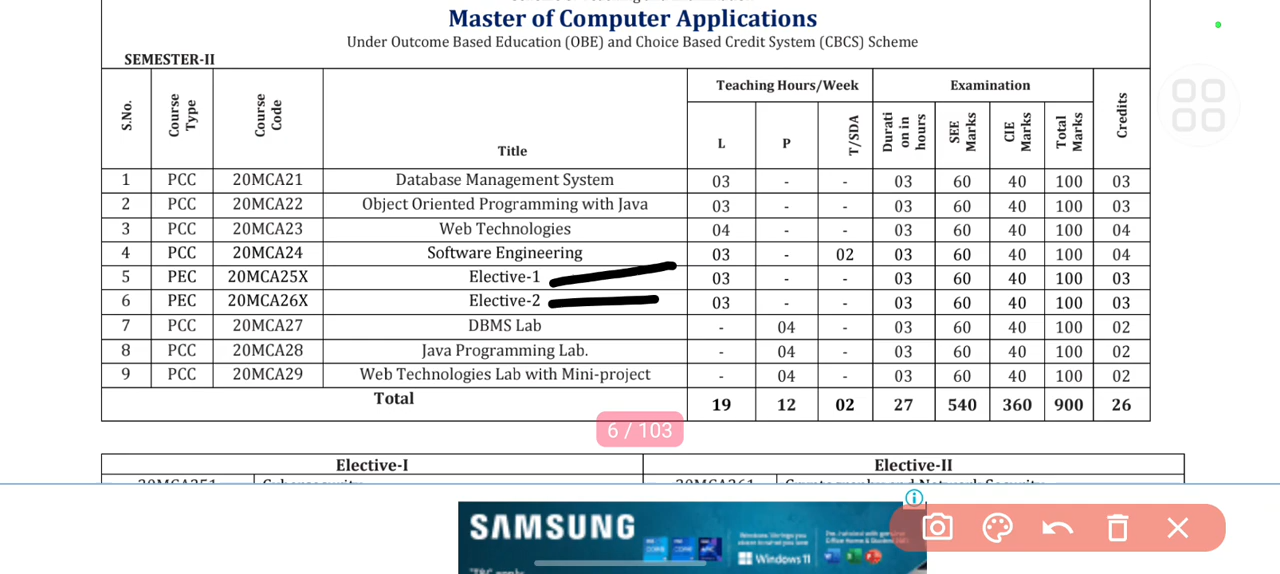 Master of Computer Applications
Under Outcome Based Education (OBE) and Choice Based Credit System (CBCS) Scheme
SEMESTER-II
S.No. Course Type Course Code Title Teaching Hours/Week Examination Credits
L P T/SDA Durati on in hours SEE Marks CIE Marks Total Marks
1 PCC 20MCA21 Database Management System 03 - - 03 60 40 100 03
2 PCC 20MCA22 Object Oriented Programming with Java 03 - - 03 60 40 100 03
3 PCC 20MCA23 Web Technologies 04 - - 03 60 40 100 04
4 PCC 20MCA24 Software Engineering 03 - 02 03 60 40 100 04
5 PEC 20MCA25X Elective-1 03 - - 03 60 40 100 03
6 PEC 20MCA26X Elective-2 03 - - 03 60 40 100 03
7 PCC 20MCA27 DBMS Lab - 04 - 03 60 40 100 02
8 PCC 20MCA28 Java Programming Lab. - 04 - 03 60 40 100 02
9 PCC 20MCA29 Web Technologies Lab with Mini-project - 04 - 03 60 40 100 02
Total 19 12 02 27 540 360 900 26
6 / 103
Elective-I Elective-II
SAMSUNG
Windows 11